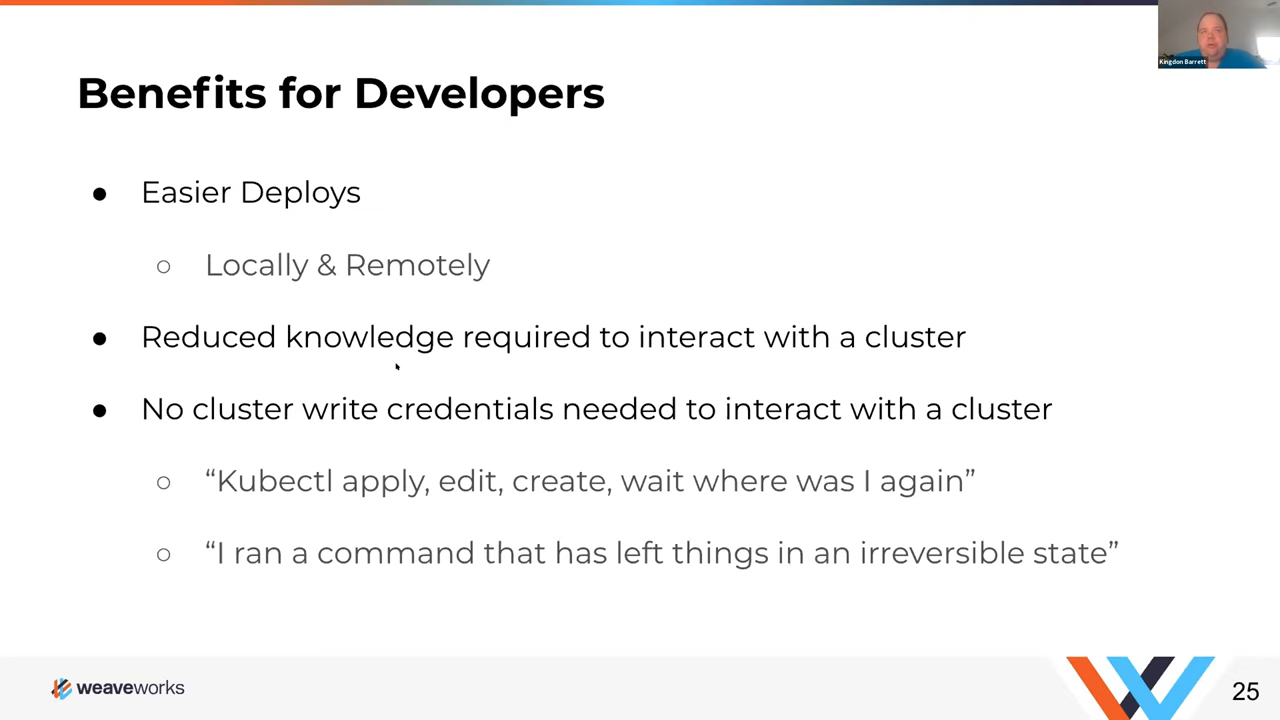 Kingdon Barrett
Benefits for Developers
● Easier Deploys
○ Locally & Remotely
● Reduced knowledge required to interact with a cluster
● No cluster write credentials needed to interact with a cluster
○ “Kubectl apply, edit, create, wait where was I again”
○ “I ran a command that has left things in an irreversible state”
weaveworks
25